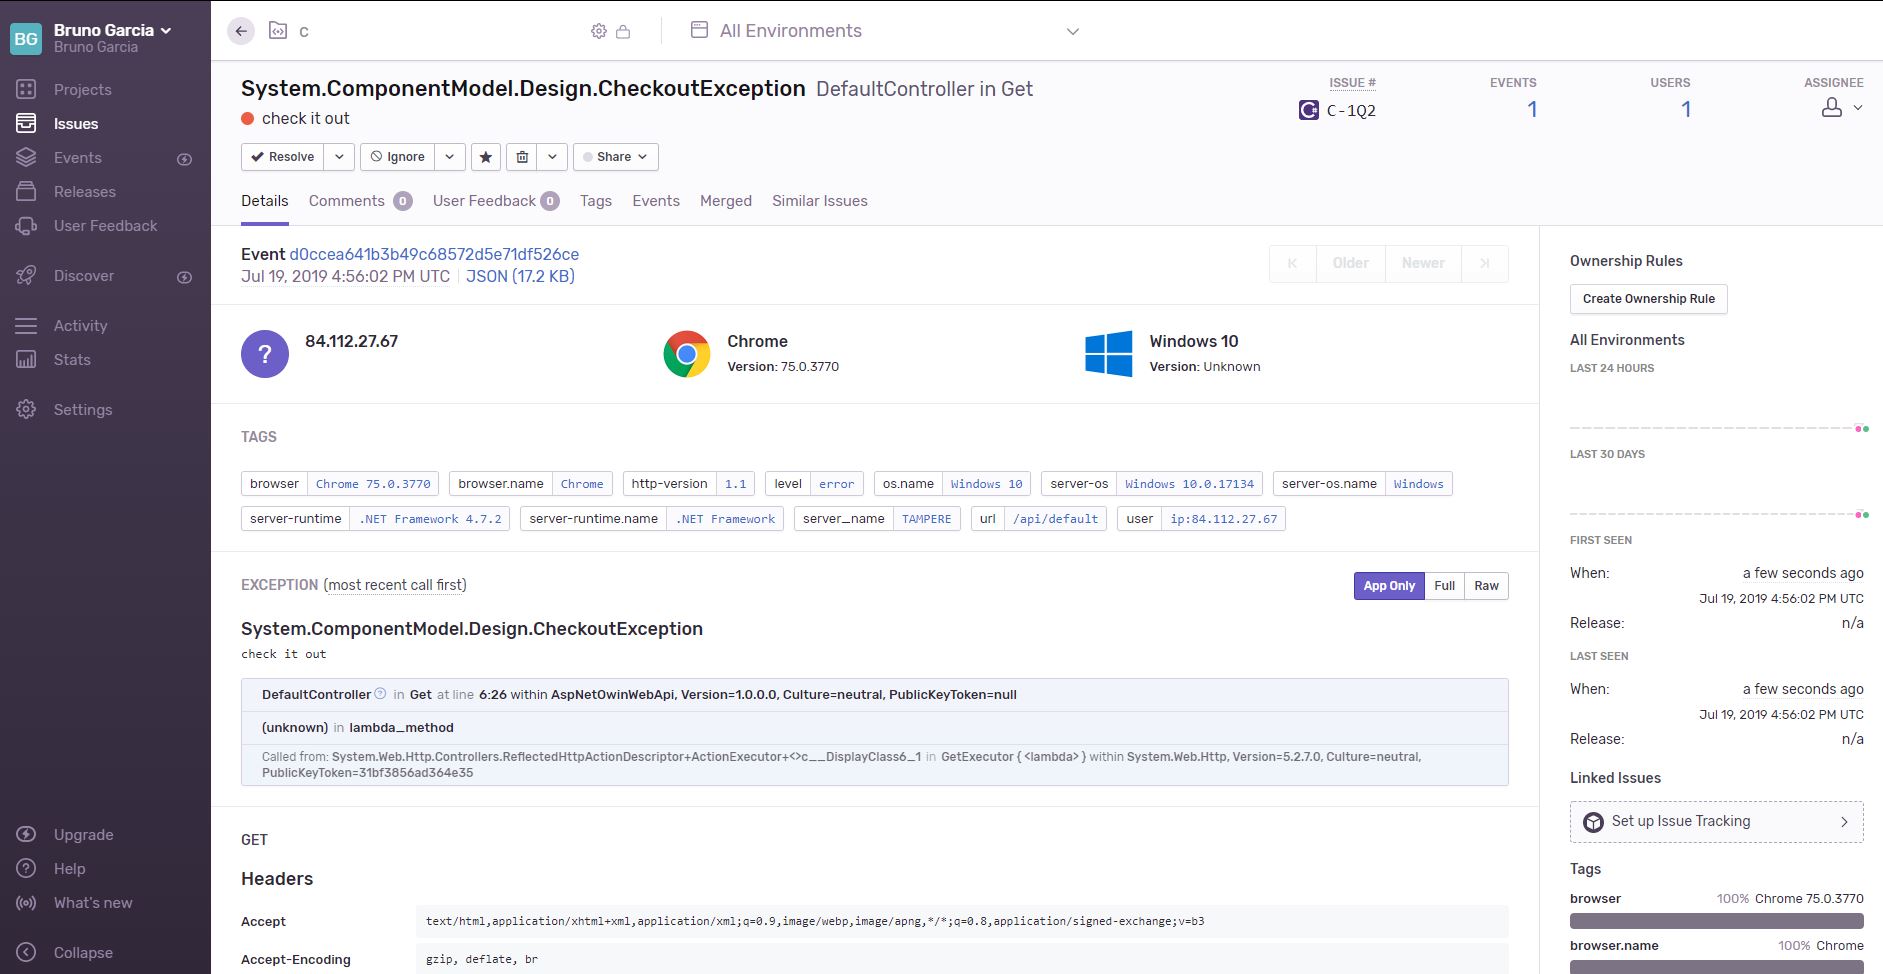 BG
Bruno Garcia
Bruno Garcia
Projects
Issues
Events
Releases
User Feedback
Discover
Activity
Stats
Settings
Upgrade
Help
What's new
Collapse
c
All Environments
System.ComponentModel.Design.CheckoutException DefaultController in Get
check it out
ISSUE #
C-1Q2
EVENTS
1
USERS
1
ASSIGNEE
Resolve
Ignore
Share
Details Comments 0 User Feedback 0 Tags Events Merged Similar Issues
Event d0ccea641b3b49c68572d5e71df526ce
Jul 19, 2019 4:56:02 PM UTC JSON (17.2 KB)
Older Newer
? 84.112.27.67
Chrome
Version: 75.0.3770
Windows 10
Version: Unknown
TAGS
browser Chrome 75.0.3770 browser.name Chrome http-version 1.1 level error os.name Windows 10 server-os Windows 10.0.17134 server-os.name Windows
server-runtime .NET Framework 4.7.2 server-runtime.name .NET Framework server_name TAMPERE url /api/default user ip:84.112.27.67
EXCEPTION (most recent call first)
App Only Full Raw
System.ComponentModel.Design.CheckoutException
check it out
DefaultController ? in Get at line 6:26 within AspNetOwinWebApi, Version=1.0.0.0, Culture=neutral, PublicKeyToken=null
(unknown) in lambda_method
Called from: System.Web.Http.Controllers.ReflectedHttpActionDescriptor+ActionExecutor+<>c__DisplayClass6_1 in GetExecutor { <lambda> } within System.Web.Http, Version=5.2.7.0, Culture=neutral,
PublicKeyToken=31bf3856ad364e35
GET
Headers
Accept text/html,application/xhtml+xml,application/xml;q=0.9,image/webp,image/apng,*/*;q=0.8,application/signed-exchange;v=b3
Accept-Encoding gzip, deflate, br
Ownership Rules
Create Ownership Rule
All Environments
LAST 24 HOURS
LAST 30 DAYS
FIRST SEEN
When: a few seconds ago
Jul 19, 2019 4:56:02 PM UTC
Release: n/a
LAST SEEN
When: a few seconds ago
Jul 19, 2019 4:56:02 PM UTC
Release: n/a
Linked Issues
Set up Issue Tracking
Tags
browser 100% Chrome 75.0.3770
browser.name 100% Chrome